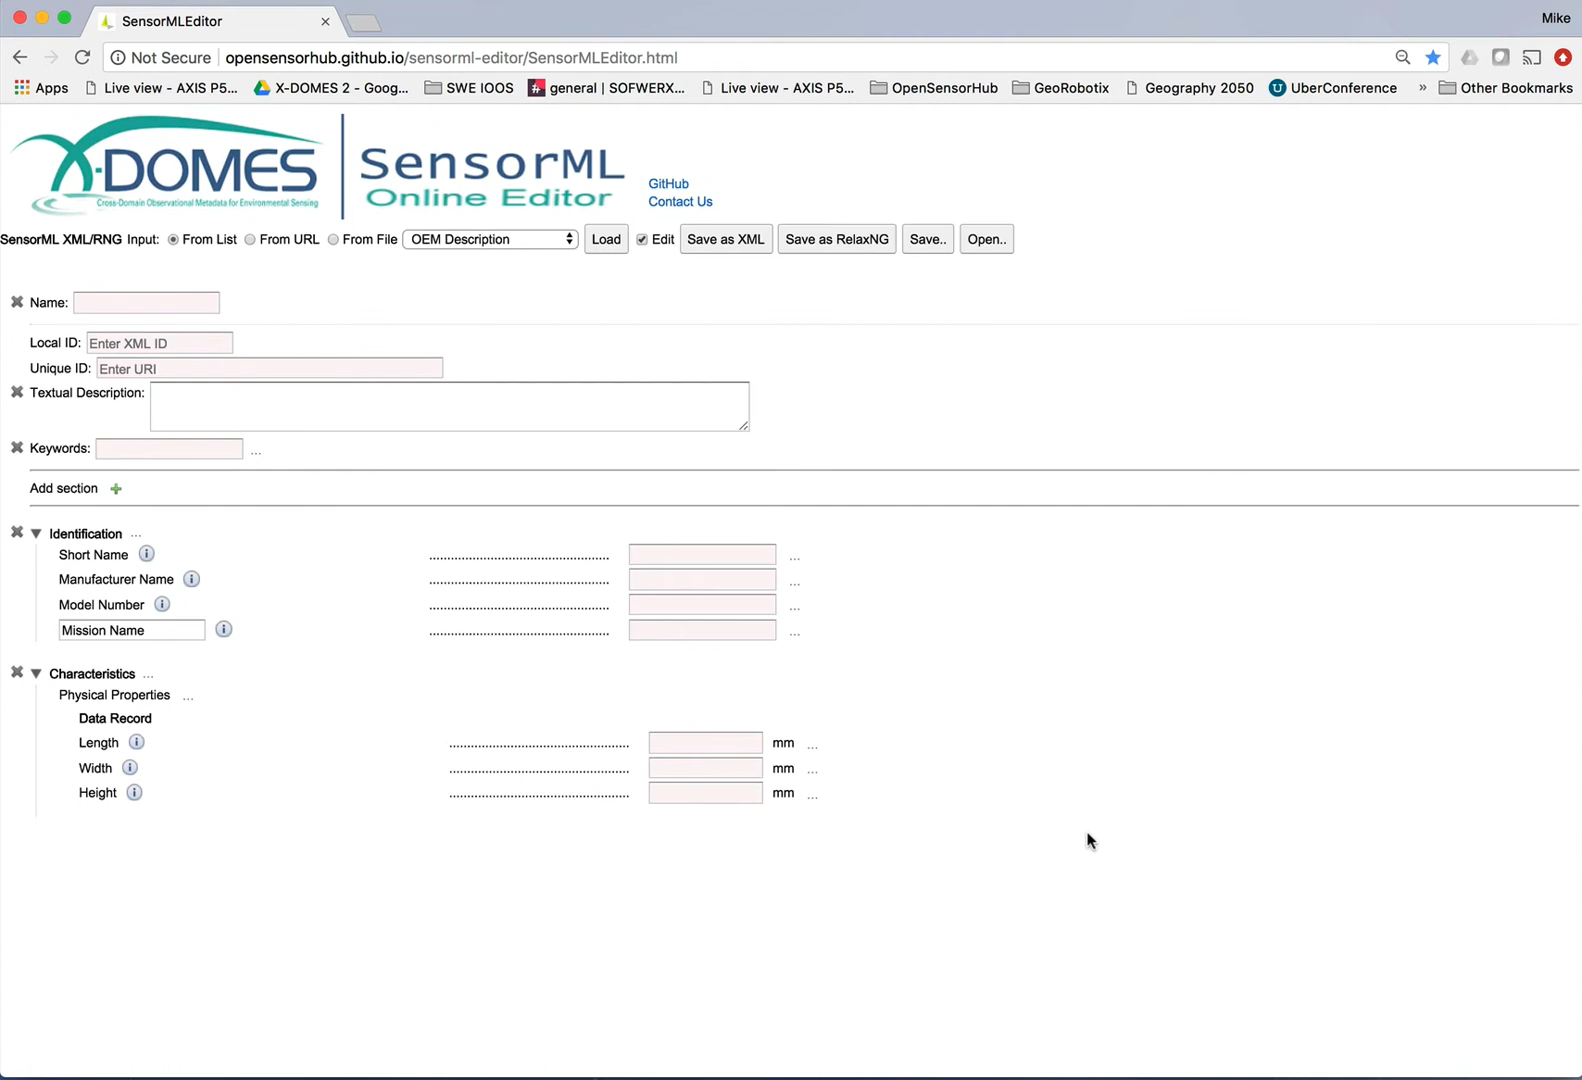 SensorMLEditor
Mike
Not Secure opensensorhub.github.io/sensorml-editor/SensorMLEditor.html
Apps Live view - AXIS P5... X-DOMES 2 - Goog... SWE IOOS general | SOFWERX... Live view - AXIS P5... OpenSensorHub GeoRobotix Geography 2050 UberConference » Other Bookmarks
X-DOMES
Cross-Domain Observational Metadata for Environmental Sensing
SensorML
Online Editor
GitHub
Contact Us
SensorML XML/RNG Input: From List From URL From File OEM Description Load Edit Save as XML Save as RelaxNG Save.. Open..
Name:
Local ID: Enter XML ID
Unique ID: Enter URI
Textual Description:
Keywords: ...
Add section
Identification ...
Short Name ...
Manufacturer Name ...
Model Number ...
Mission Name ...
Characteristics ...
Physical Properties ...
Data Record
Length mm ...
Width mm ...
Height mm ...